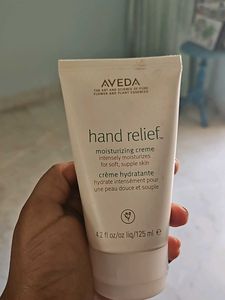 AVEDA
THE ART AND SCIENCE OF PURE
FLOWER AND PLANT ESSENCES
hand relief™
moisturizing creme
intensely moisturizes
for soft, supple skin
crème hydratante
hydrate intensément pour
une peau douce et souple
4.2 fl oz/oz liq/125 ml e